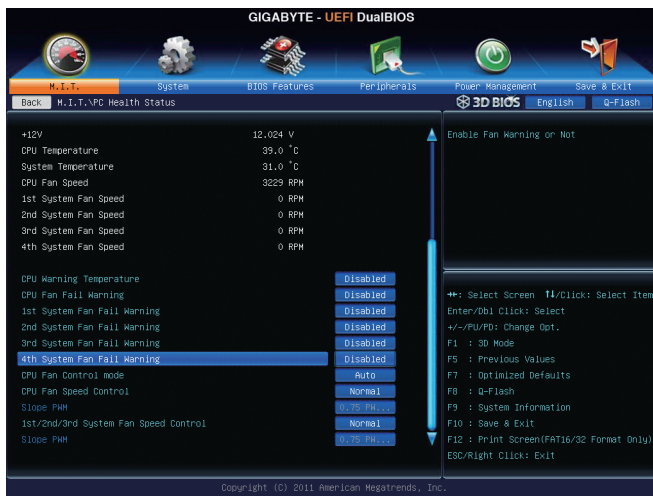 GIGABYTE - UEFI DualBIOS
M.I.T. System BIOS Features Peripherals Power Management Save & Exit
Back M.I.T.\PC Health Status 3D BIOS English Q-Flash
+12V 12.024 V
CPU Temperature 39.0 °C
System Temperature 31.0 °C
CPU Fan Speed 3229 RPM
1st System Fan Speed 0 RPM
2nd System Fan Speed 0 RPM
3rd System Fan Speed 0 RPM
4th System Fan Speed 0 RPM
CPU Warning Temperature Disabled
CPU Fan Fail Warning Disabled
1st System Fan Fail Warning Disabled
2nd System Fan Fail Warning Disabled
3rd System Fan Fail Warning Disabled
4th System Fan Fail Warning Disabled
CPU Fan Control mode Auto
CPU Fan Speed Control Normal
Slope PWM 0.75 PW...
1st/2nd/3rd System Fan Speed Control Normal
Slope PWM 0.75 PW...
Enable Fan Warning or Not
→←: Select Screen ↑↓/Click: Select Item
Enter/Dbl Click: Select
+/-/PU/PD: Change Opt.
F1 : 3D Mode
F5 : Previous Values
F7 : Optimized Defaults
F8 : Q-Flash
F9 : System Information
F10 : Save & Exit
F12 : Print Screen(FAT16/32 Format Only)
ESC/Right Click: Exit
Copyright (C) 2011 American Megatrends, Inc.